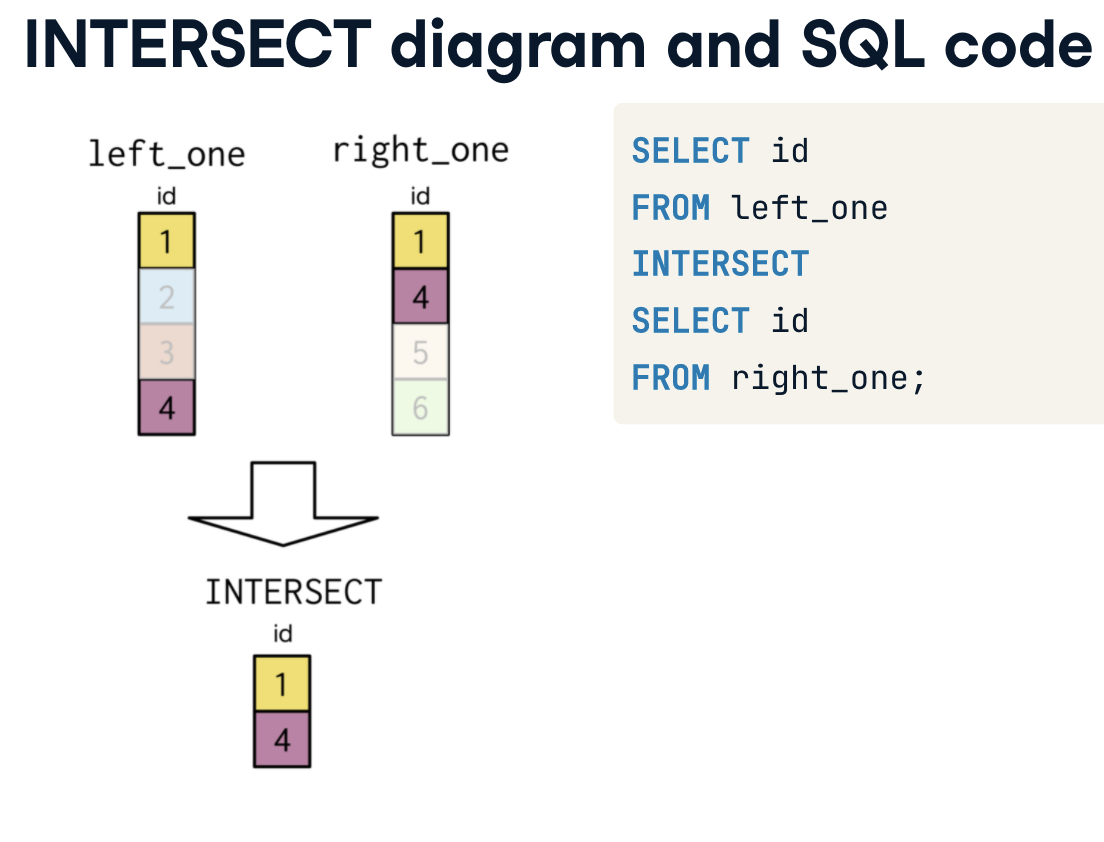 INTERSECT diagram and SQL code
left_one
id
1
2
3
4
right_one
id
1
4
5
6
INTERSECT
id
1
4
SELECT id
FROM left_one
INTERSECT
SELECT id
FROM right_one;